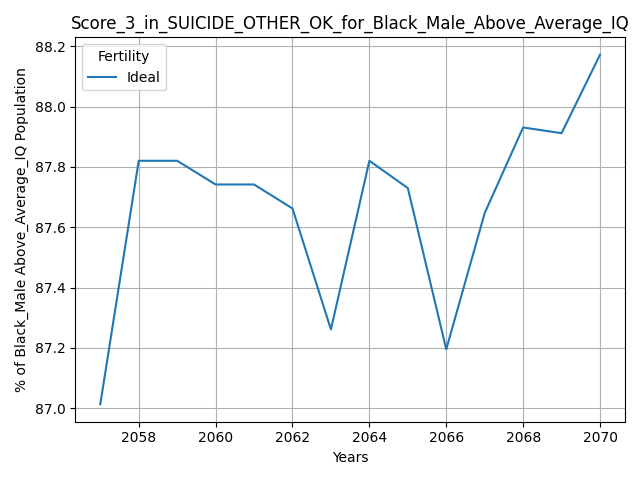 Score_3_in_SUICIDE_OTHER_OK_for_Black_Male_Above_Average_IQ
Fertility
Ideal
% of Black_Male Above_Average_IQ Population
88.2
88.0
87.8
87.6
87.4
87.2
87.0
2058 2060 2062 2064 2066 2068 2070
Years